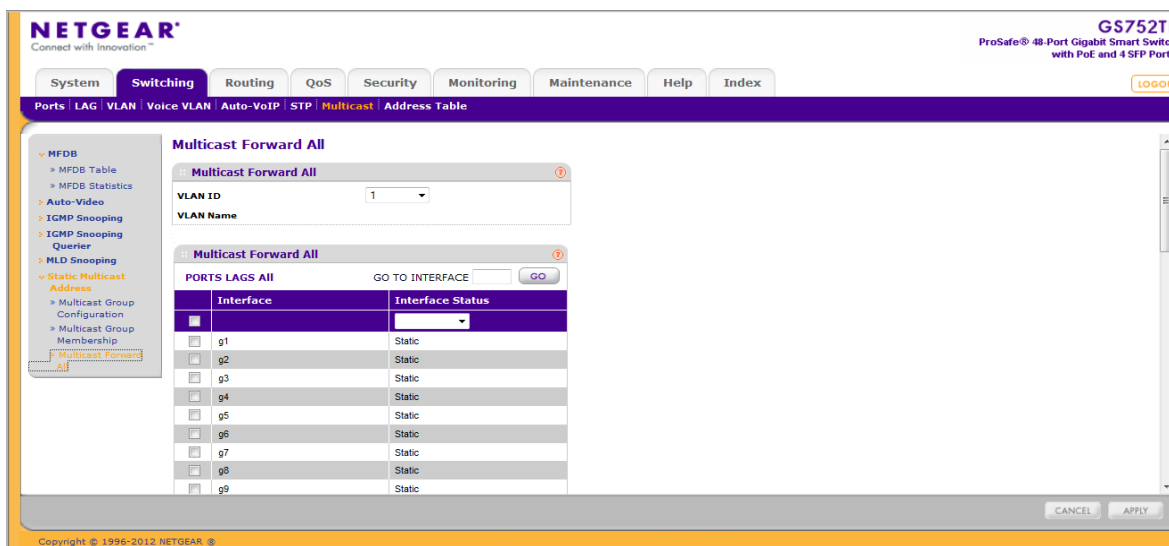 NETGEAR®
Connect with Innovation™
GS752T
ProSafe® 48-Port Gigabit Smart Switc
with PoE and 4 SFP Port
System Switching Routing QoS Security Monitoring Maintenance Help Index
LOGO
Ports LAG VLAN Voice VLAN Auto-VoIP STP Multicast Address Table
MFDB
» MFDB Table
» MFDB Statistics
Auto-Video
IGMP Snooping
IGMP Snooping
Querier
MLD Snooping
Static Multicast
Address
» Multicast Group
Configuration
» Multicast Group
Membership
» Multicast Forward
All
Multicast Forward All
Multicast Forward All
VLAN ID 1
VLAN Name
Multicast Forward All
PORTS LAGS All GO TO INTERFACE GO
Interface Interface Status
g1 Static
g2 Static
g3 Static
g4 Static
g5 Static
g6 Static
g7 Static
g8 Static
g9 Static
CANCEL APPLY
Copyright © 1996-2012 NETGEAR ®